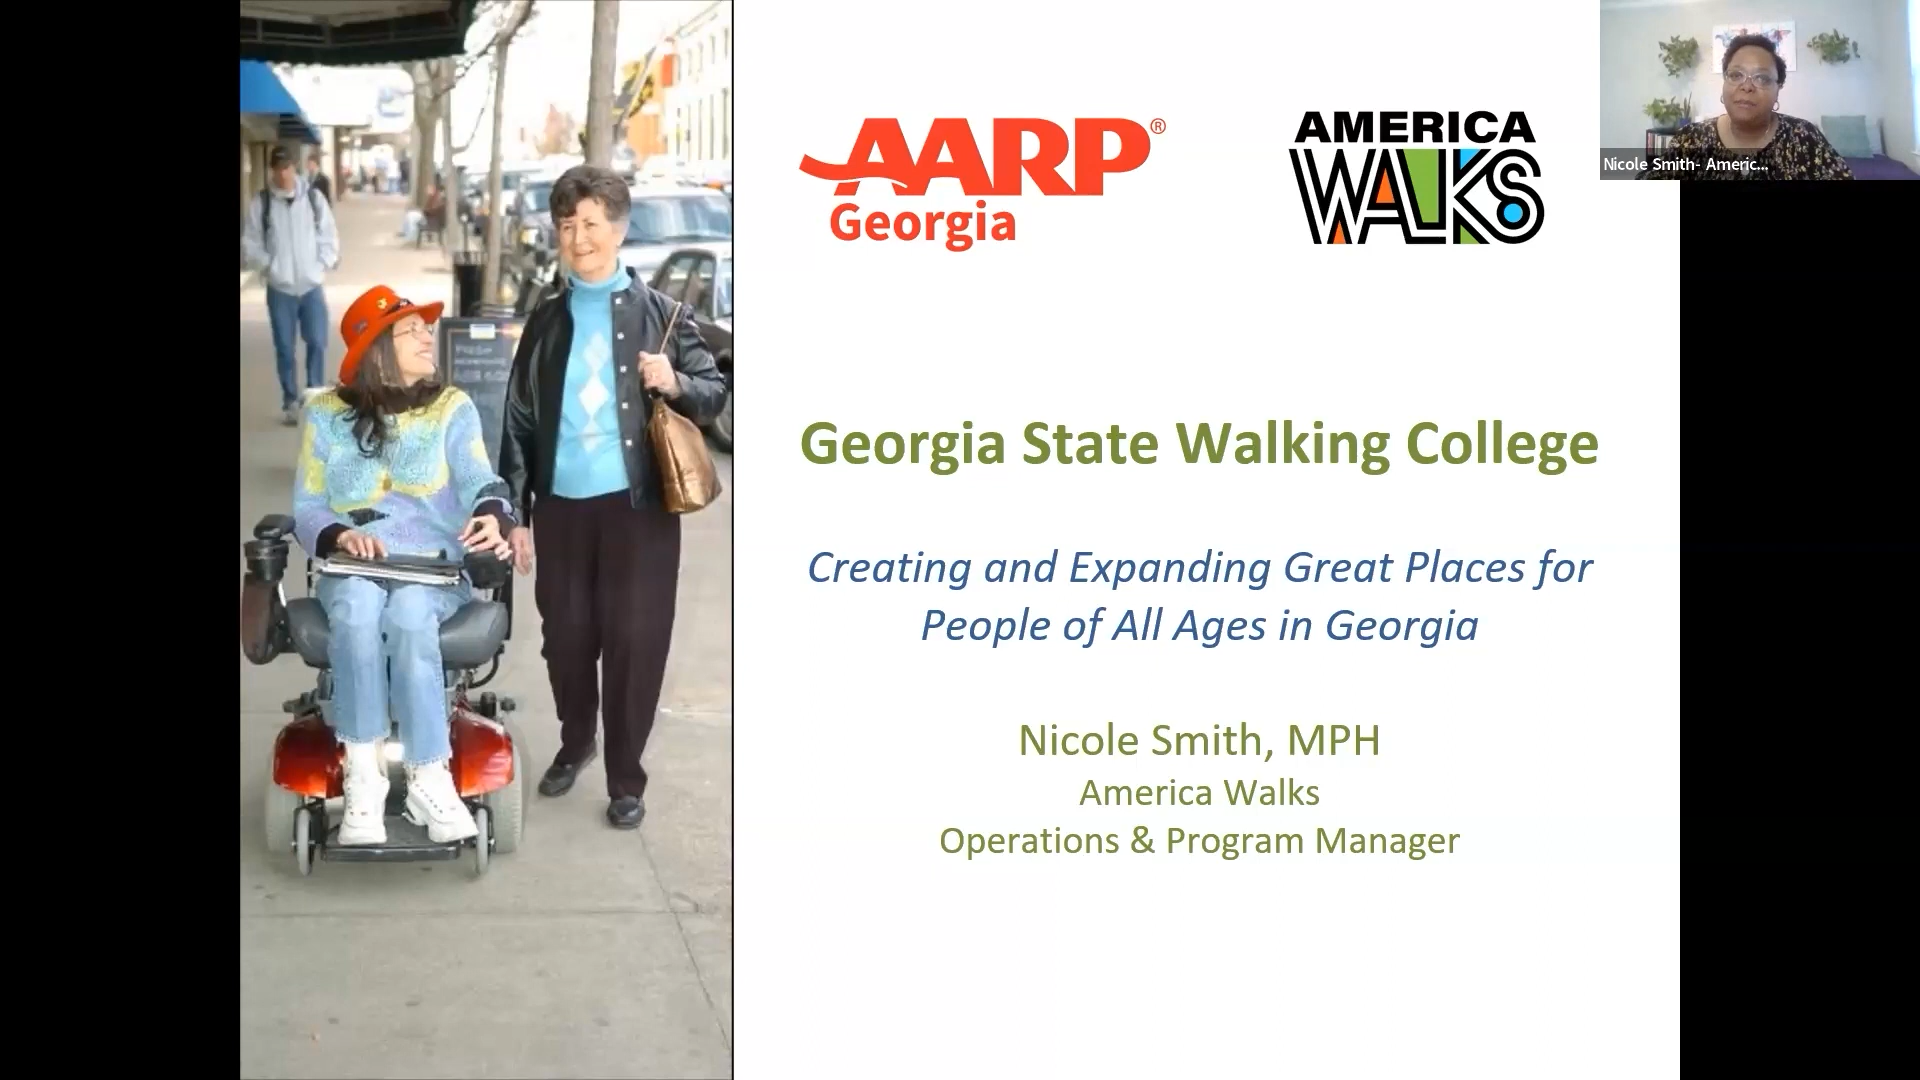 AARP®
Georgia
AMERICA
WALKS
Nicole Smith- Americ...
Georgia State Walking College
Creating and Expanding Great Places for
People of All Ages in Georgia
Nicole Smith, MPH
America Walks
Operations & Program Manager